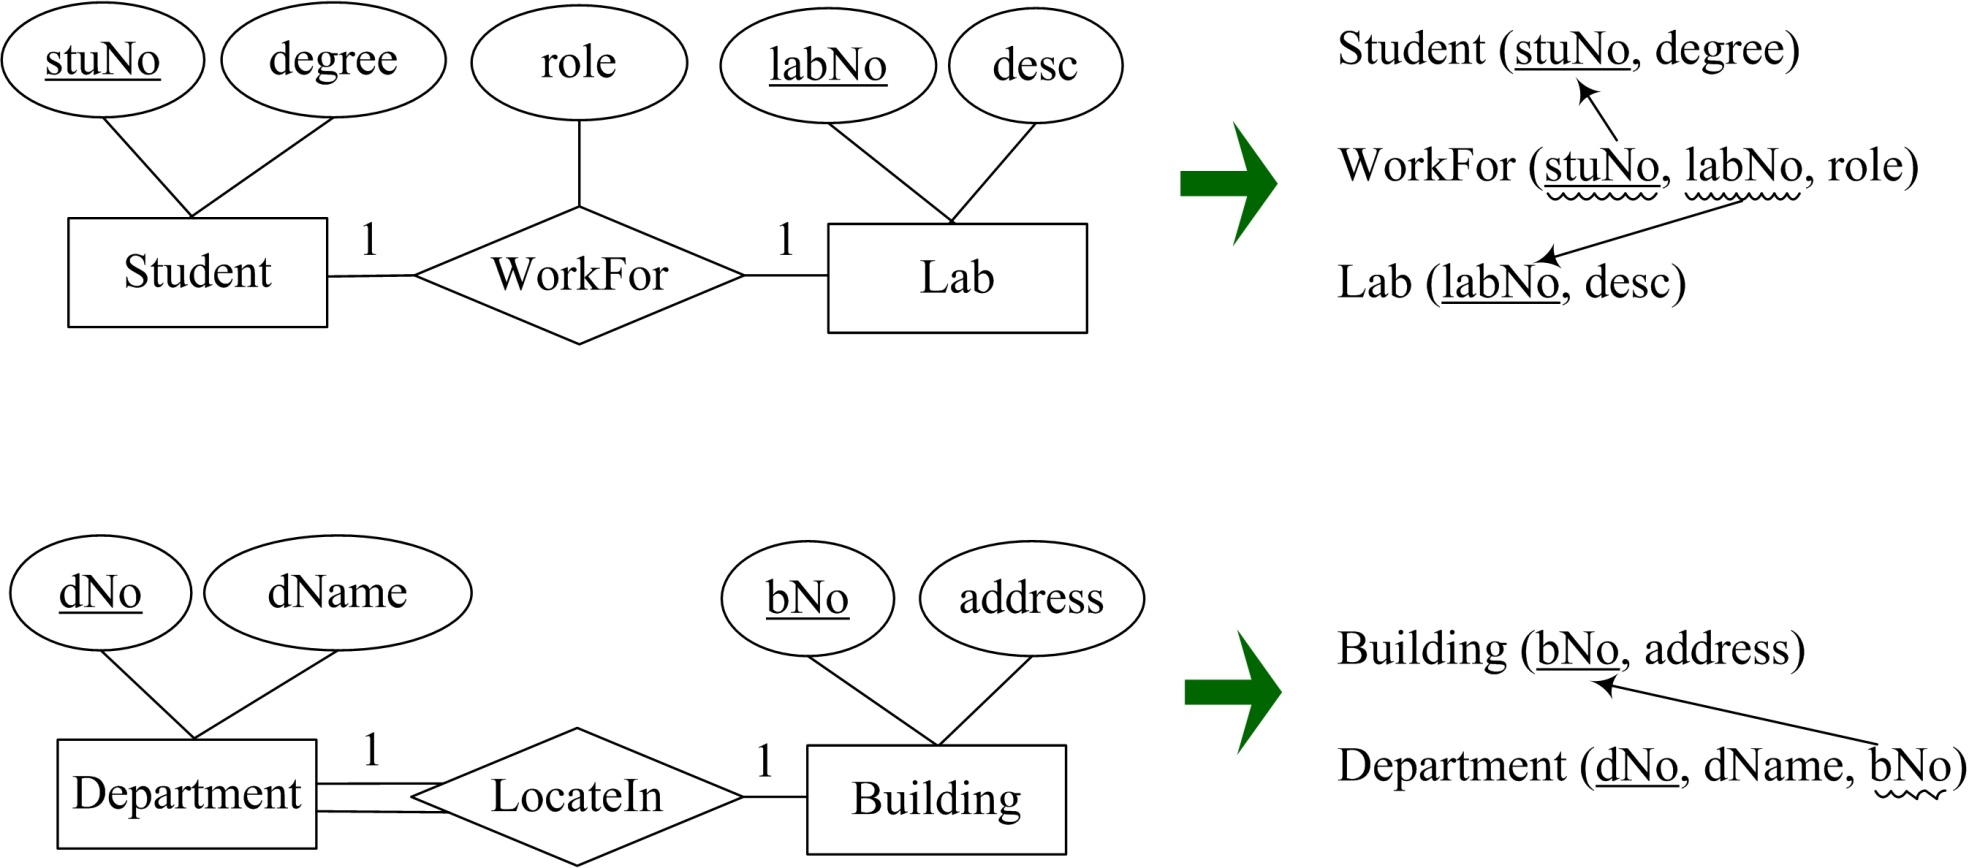 stuNo
degree
role
labNo
desc
Student
1
WorkFor
1
Lab
Student (stuNo, degree)
WorkFor (stuNo, labNo, role)
Lab (labNo, desc)
dNo
dName
bNo
address
Department
1
LocateIn
1
Building
Building (bNo, address)
Department (dNo, dName, bNo)